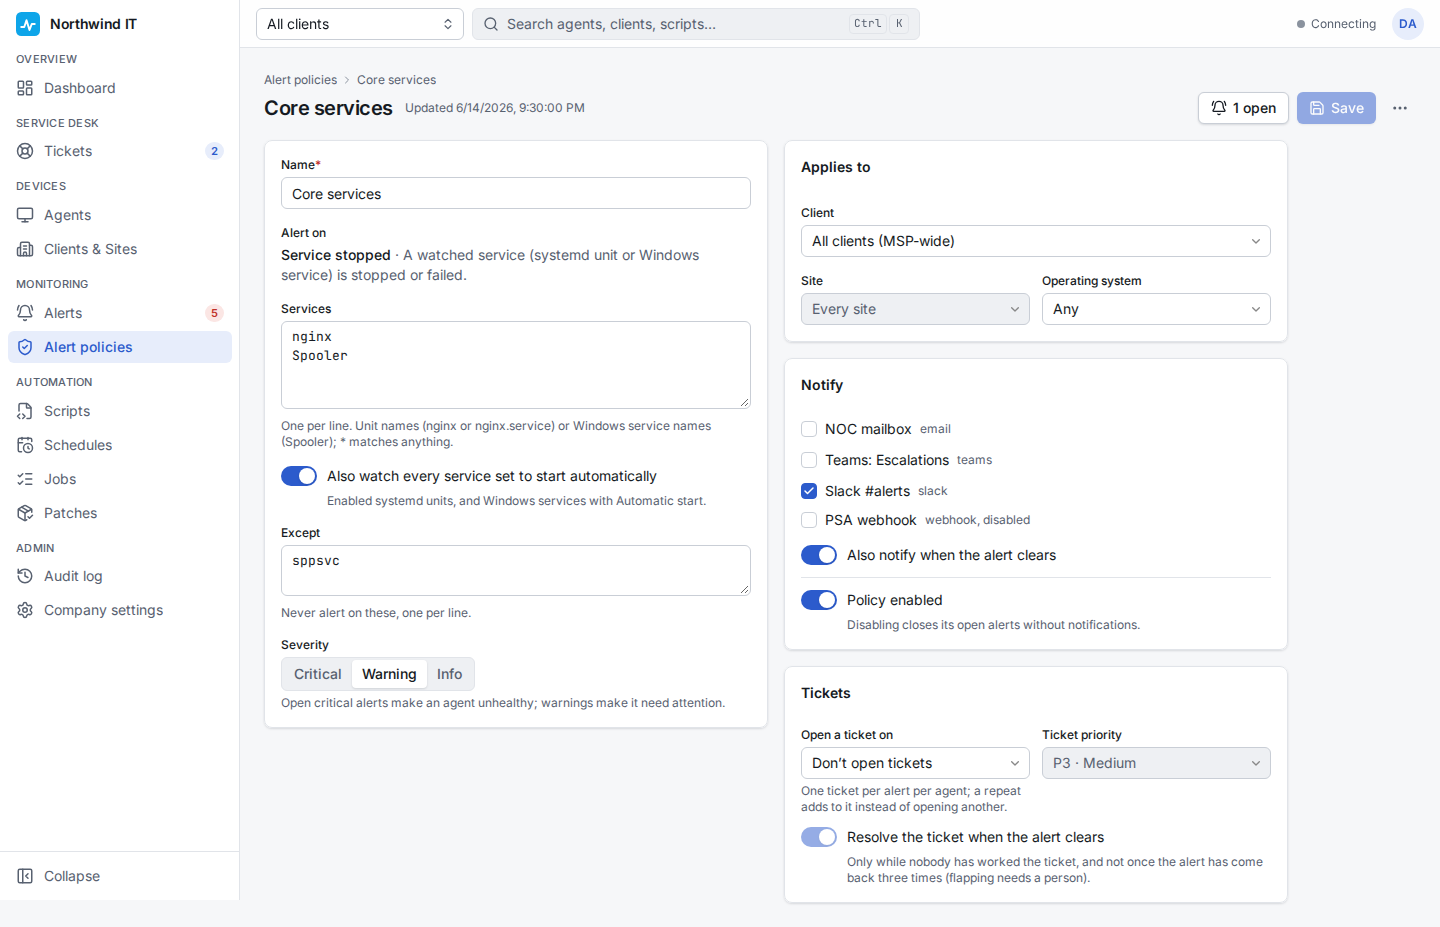 Northwind IT
All clients
Search agents, clients, scripts...
Ctrl K
Connecting
DA
OVERVIEW
Dashboard
SERVICE DESK
Tickets 2
DEVICES
Agents
Clients & Sites
MONITORING
Alerts 5
Alert policies
AUTOMATION
Scripts
Schedules
Jobs
Patches
ADMIN
Audit log
Company settings
Collapse
Alert policies > Core services
Core services Updated 6/14/2026, 9:30:00 PM
1 open
Save
Name*
Core services
Alert on
Service stopped · A watched service (systemd unit or Windows
service) is stopped or failed.
Services
nginx
Spooler
One per line. Unit names (nginx or nginx.service) or Windows service names
(Spooler); * matches anything.
Also watch every service set to start automatically
Enabled systemd units, and Windows services with Automatic start.
Except
sppsvc
Never alert on these, one per line.
Severity
Critical Warning Info
Open critical alerts make an agent unhealthy; warnings make it need attention.
Applies to
Client
All clients (MSP-wide)
Site Operating system
Every site Any
Notify
NOC mailbox email
Teams: Escalations teams
Slack #alerts slack
PSA webhook webhook, disabled
Also notify when the alert clears
Policy enabled
Disabling closes its open alerts without notifications.
Tickets
Open a ticket on Ticket priority
Don't open tickets P3 · Medium
One ticket per alert per agent; a repeat
adds to it instead of opening another.
Resolve the ticket when the alert clears
Only while nobody has worked the ticket, and not once the alert has come
back three times (flapping needs a person).